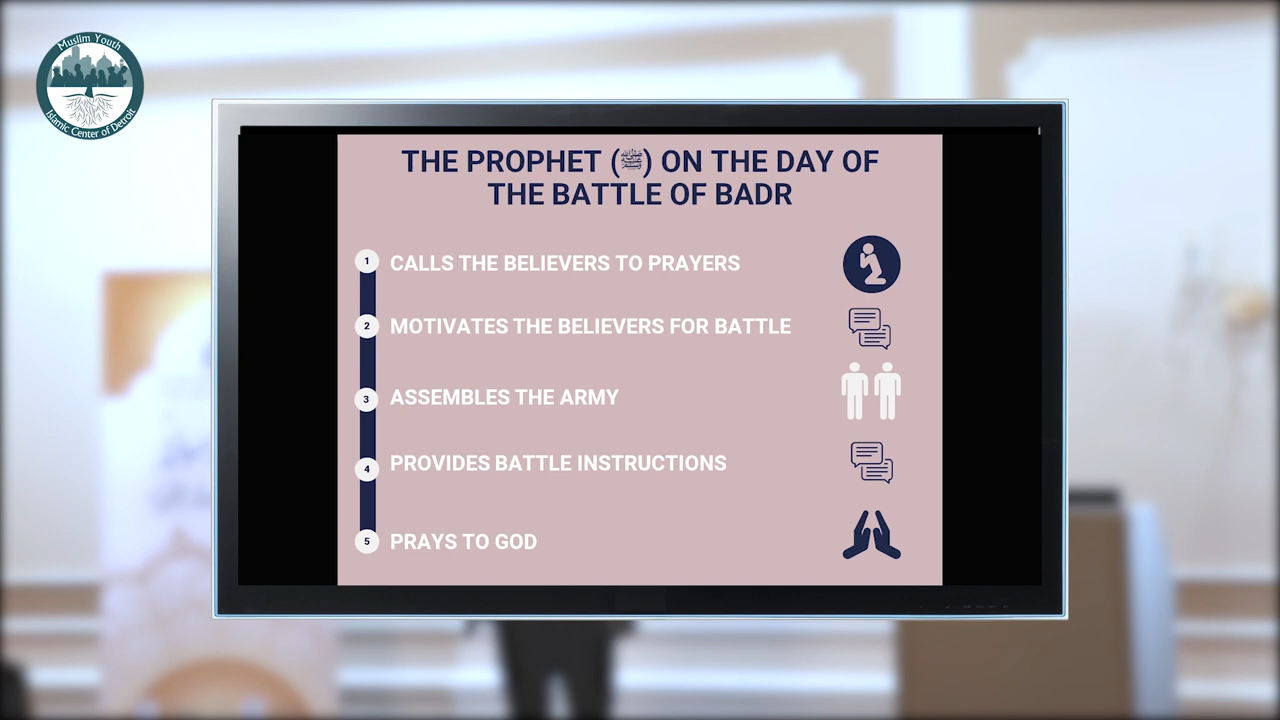 Muslim Youth
Islamic Center of Detroit
THE PROPHET (ﷺ) ON THE DAY OF
THE BATTLE OF BADR
1 CALLS THE BELIEVERS TO PRAYERS
2 MOTIVATES THE BELIEVERS FOR BATTLE
3 ASSEMBLES THE ARMY
4 PROVIDES BATTLE INSTRUCTIONS
5 PRAYS TO GOD